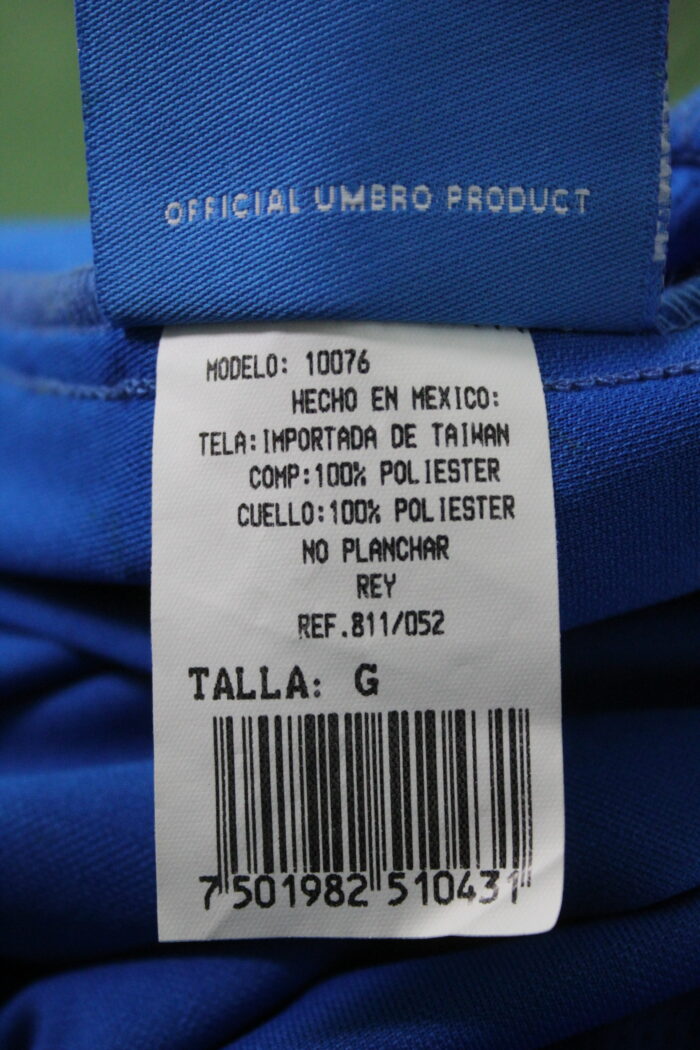 OFFICIAL UMBRO PRODUCT
MODELO: 10076
HECHO EN MEXICO:
TELA:IMPORTADA DE TAIWAN
COMP:100% POLIESTER
CUELLO:100% POLIESTER
NO PLANCHAR
REY
REF.811/052
TALLA: G
7 501982 510431